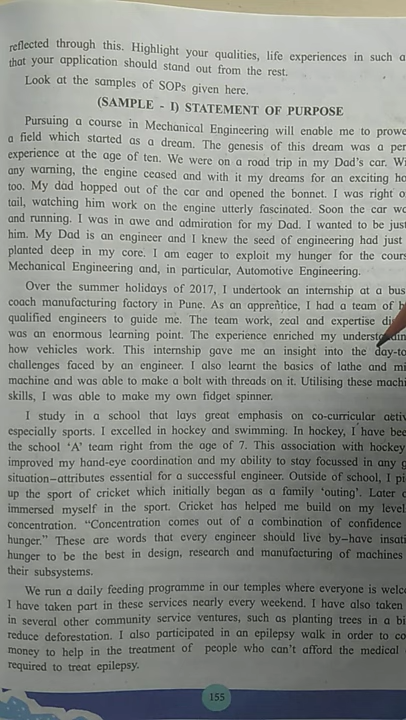 reflected through this. Highlight your qualities, life experiences in such a
that your application should stand out from the rest.
Look at the samples of SOPs given here.
(SAMPLE - I) STATEMENT OF PURPOSE
Pursuing a course in Mechanical Engineering will enable me to prowe
a field which started as a dream. The genesis of this dream was a per
experience at the age of ten. We were on a road trip in my Dad's car. Wi
any warning, the engine ceased and with it my dreams for an exciting ho
too. My dad hopped out of the car and opened the bonnet. I was right o
tail, watching him work on the engine utterly fascinated. Soon the car wa
and running. I was in awe and admiration for my Dad. I wanted to be just
him. My Dad is an engineer and I knew the seed of engineering had just
planted deep in my core. I am eager to exploit my hunger for the cours
Mechanical Engineering and, in particular, Automotive Engineering.
Over the summer holidays of 2017, I undertook an internship at a bus
coach manufacturing factory in Pune. As an apprentice, I had a team of h
qualified engineers to guide me. The team work, zeal and expertise di
was an enormous learning point. The experience enriched my understandin
how vehicles work. This internship gave me an insight into the day-to
challenges faced by an engineer. I also learnt the basics of lathe and mi
machine and was able to make a bolt with threads on it. Utilising these machi
skills, I was able to make my own fidget spinner.
I study in a school that lays great emphasis on co-curricular activ
especially sports. I excelled in hockey and swimming. In hockey, I have bee
the school 'A' team right from the age of 7. This association with hockey
improved my hand-eye coordination and my ability to stay focussed in any g
situation–attributes essential for a successful engineer. Outside of school, I pi
up the sport of cricket which initially began as a family 'outing'. Later o
immersed myself in the sport. Cricket has helped me build on my level
concentration. "Concentration comes out of a combination of confidence
hunger." These are words that every engineer should live by–have insati
hunger to be the best in design, research and manufacturing of machines
their subsystems.
We run a daily feeding programme in our temples where everyone is welco
I have taken part in these services nearly every weekend. I have also taken
in several other community service ventures, such as planting trees in a bi
reduce deforestation. I also participated in an epilepsy walk in order to co
money to help in the treatment of people who can't afford the medical
required to treat epilepsy.
155